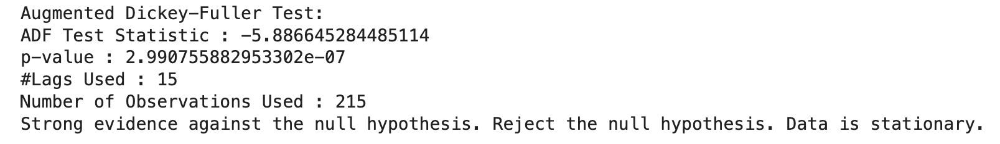 Augmented Dickey-Fuller Test:
ADF Test Statistic : -5.886645284485114
p-value : 2.990755882953302e-07
#Lags Used : 15
Number of Observations Used : 215
Strong evidence against the null hypothesis. Reject the null hypothesis. Data is stationary.